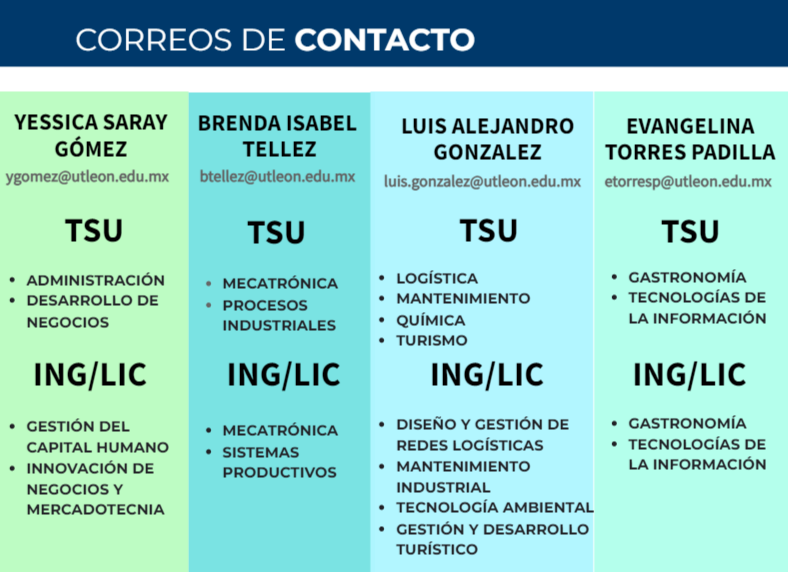 CORREOS DE CONTACTO
YESSICA SARAY
GÓMEZ
ygomez@utleon.edu.mx
TSU
• ADMINISTRACIÓN
• DESARROLLO DE
NEGOCIOS
ING/LIC
• GESTIÓN DEL
CAPITAL HUMANO
• INNOVACIÓN DE
NEGOCIOS Y
MERCADOTECNIA
BRENDA ISABEL
TELLEZ
btellez@utleon.edu.mx
TSU
• MECATRÓNICA
• PROCESOS
INDUSTRIALES
ING/LIC
• MECATRÓNICA
• SISTEMAS
PRODUCTIVOS
LUIS ALEJANDRO
GONZALEZ
luis.gonzalez@utleon.edu.mx
TSU
• LOGÍSTICA
• MANTENIMIENTO
• QUÍMICA
• TURISMO
ING/LIC
• DISEÑO Y GESTIÓN DE
REDES LOGÍSTICAS
• MANTENIMIENTO
INDUSTRIAL
• TECNOLOGÍA AMBIENTAL
• GESTIÓN Y DESARROLLO
TURÍSTICO
EVANGELINA
TORRES PADILLA
etorresp@utleon.edu.mx
TSU
• GASTRONOMÍA
• TECNOLOGÍAS DE
LA INFORMACIÓN
ING/LIC
• GASTRONOMÍA
• TECNOLOGÍAS DE
LA INFORMACIÓN